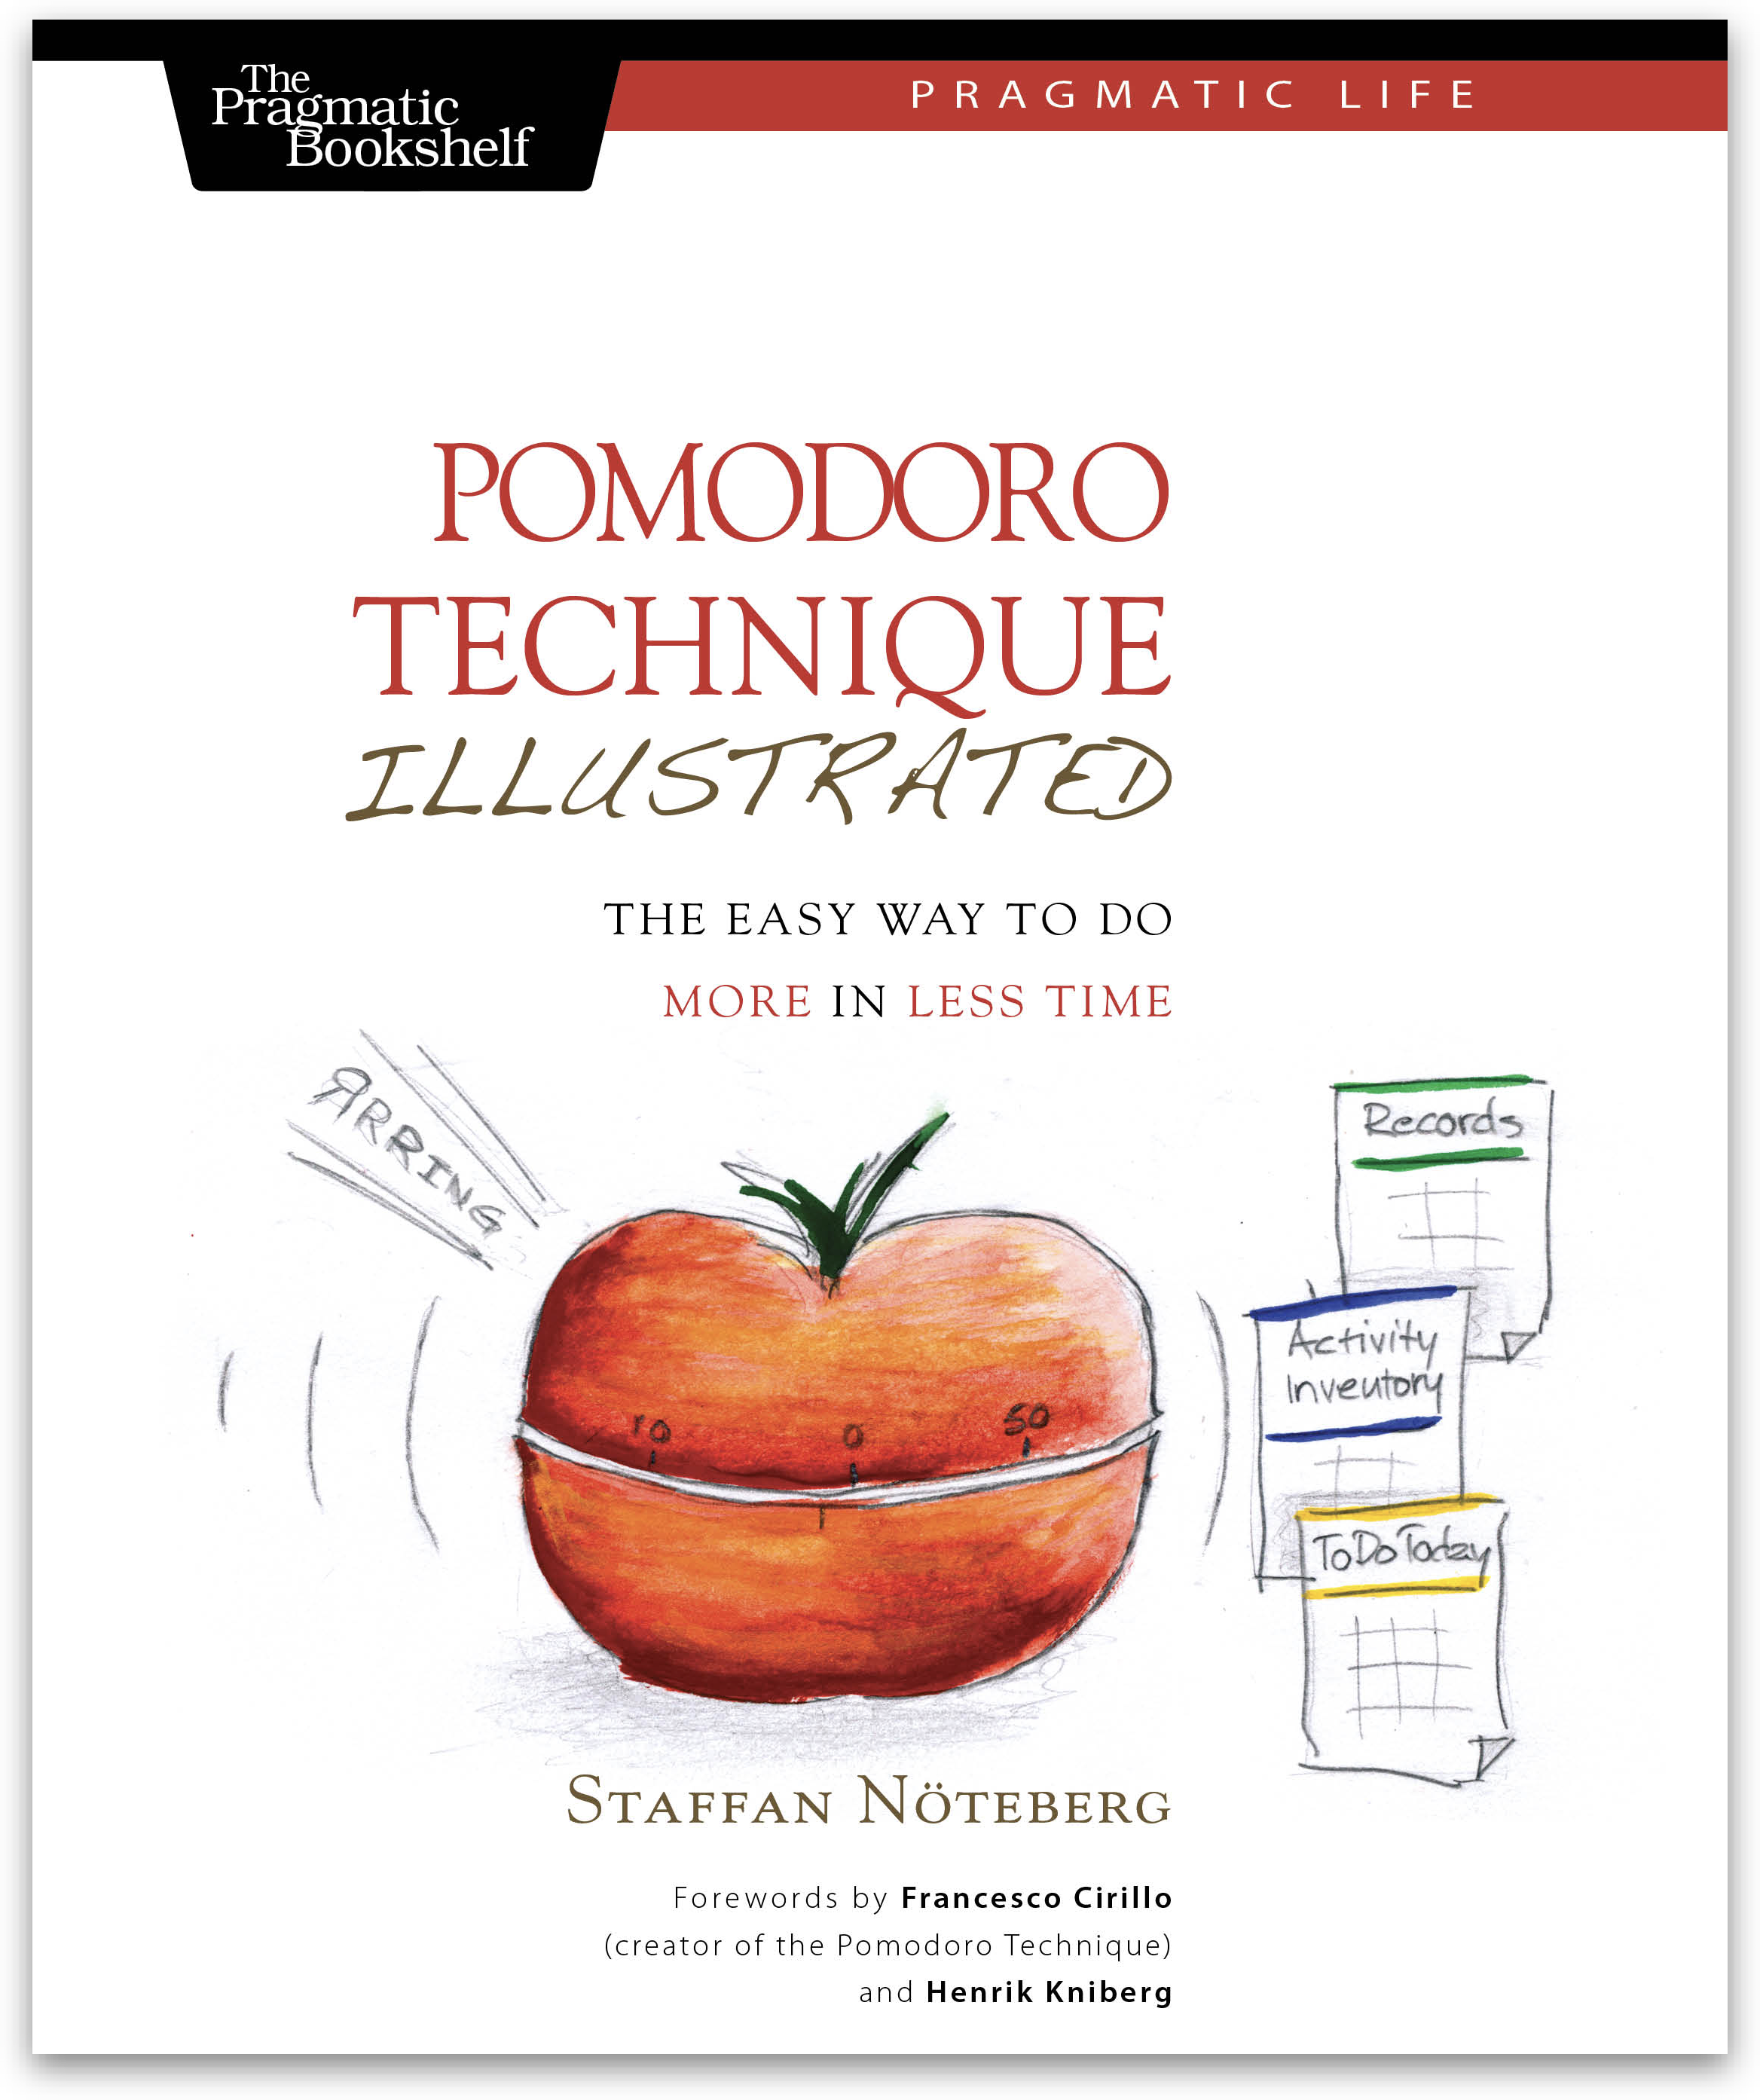 The
Pragmatic
Bookshelf
PRAGMATIC LIFE
POMODORO
TECHNIQUE
ILLUSTRATED
THE EASY WAY TO DO
MORE IN LESS TIME
ARRING
Records
Activity
Inventory
ToDo Today
10 0 50
STAFFAN NÖTEBERG
Forewords by Francesco Cirillo
(creator of the Pomodoro Technique)
and Henrik Kniberg